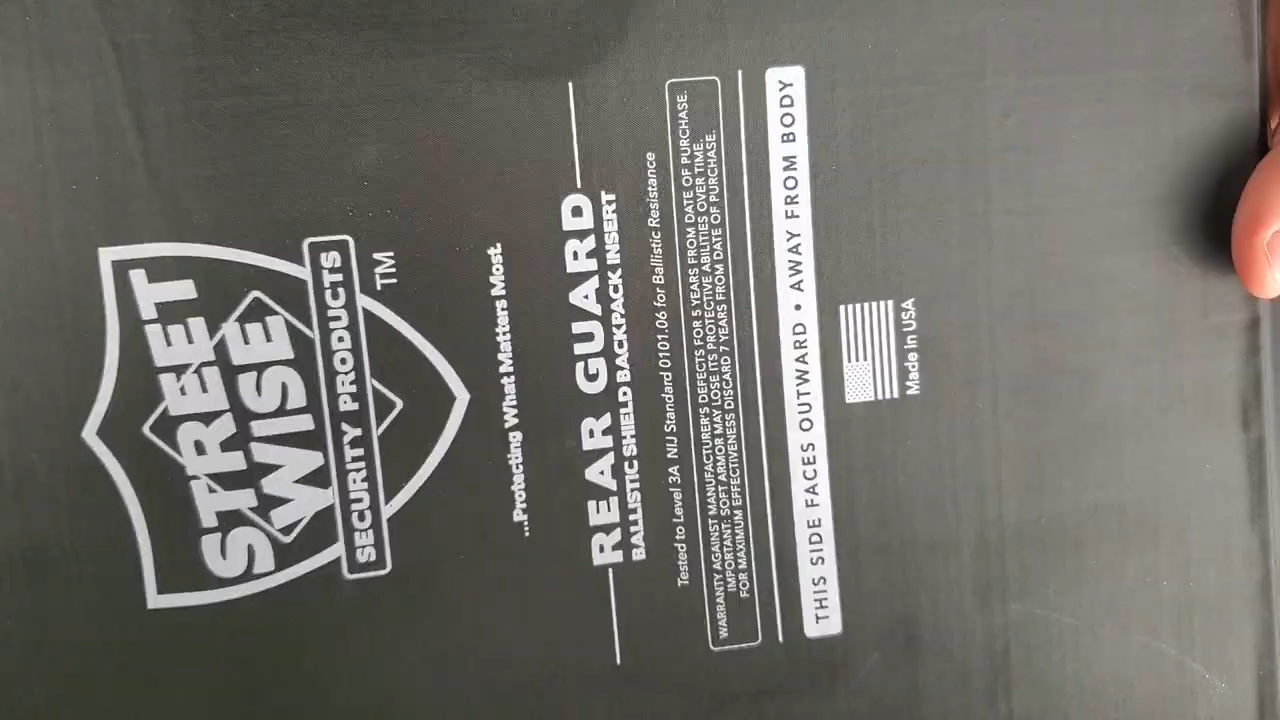 STREET
WISE
SECURITY PRODUCTS
TM
...Protecting What Matters Most.
REAR GUARD
BALLISTIC SHIELD BACKPACK INSERT
Tested to Level 3A NIJ Standard 0101.06 for Ballistic Resistance
WARRANTY AGAINST MANUFACTURER'S DEFECTS FOR 5 YEARS FROM DATE OF PURCHASE.
IMPORTANT: SOFT ARMOR MAY LOSE ITS PROTECTIVE ABILITIES OVER TIME.
FOR MAXIMUM EFFECTIVENESS DISCARD 7 YEARS FROM DATE OF PURCHASE.
THIS SIDE FACES OUTWARD • AWAY FROM BODY
Made in USA